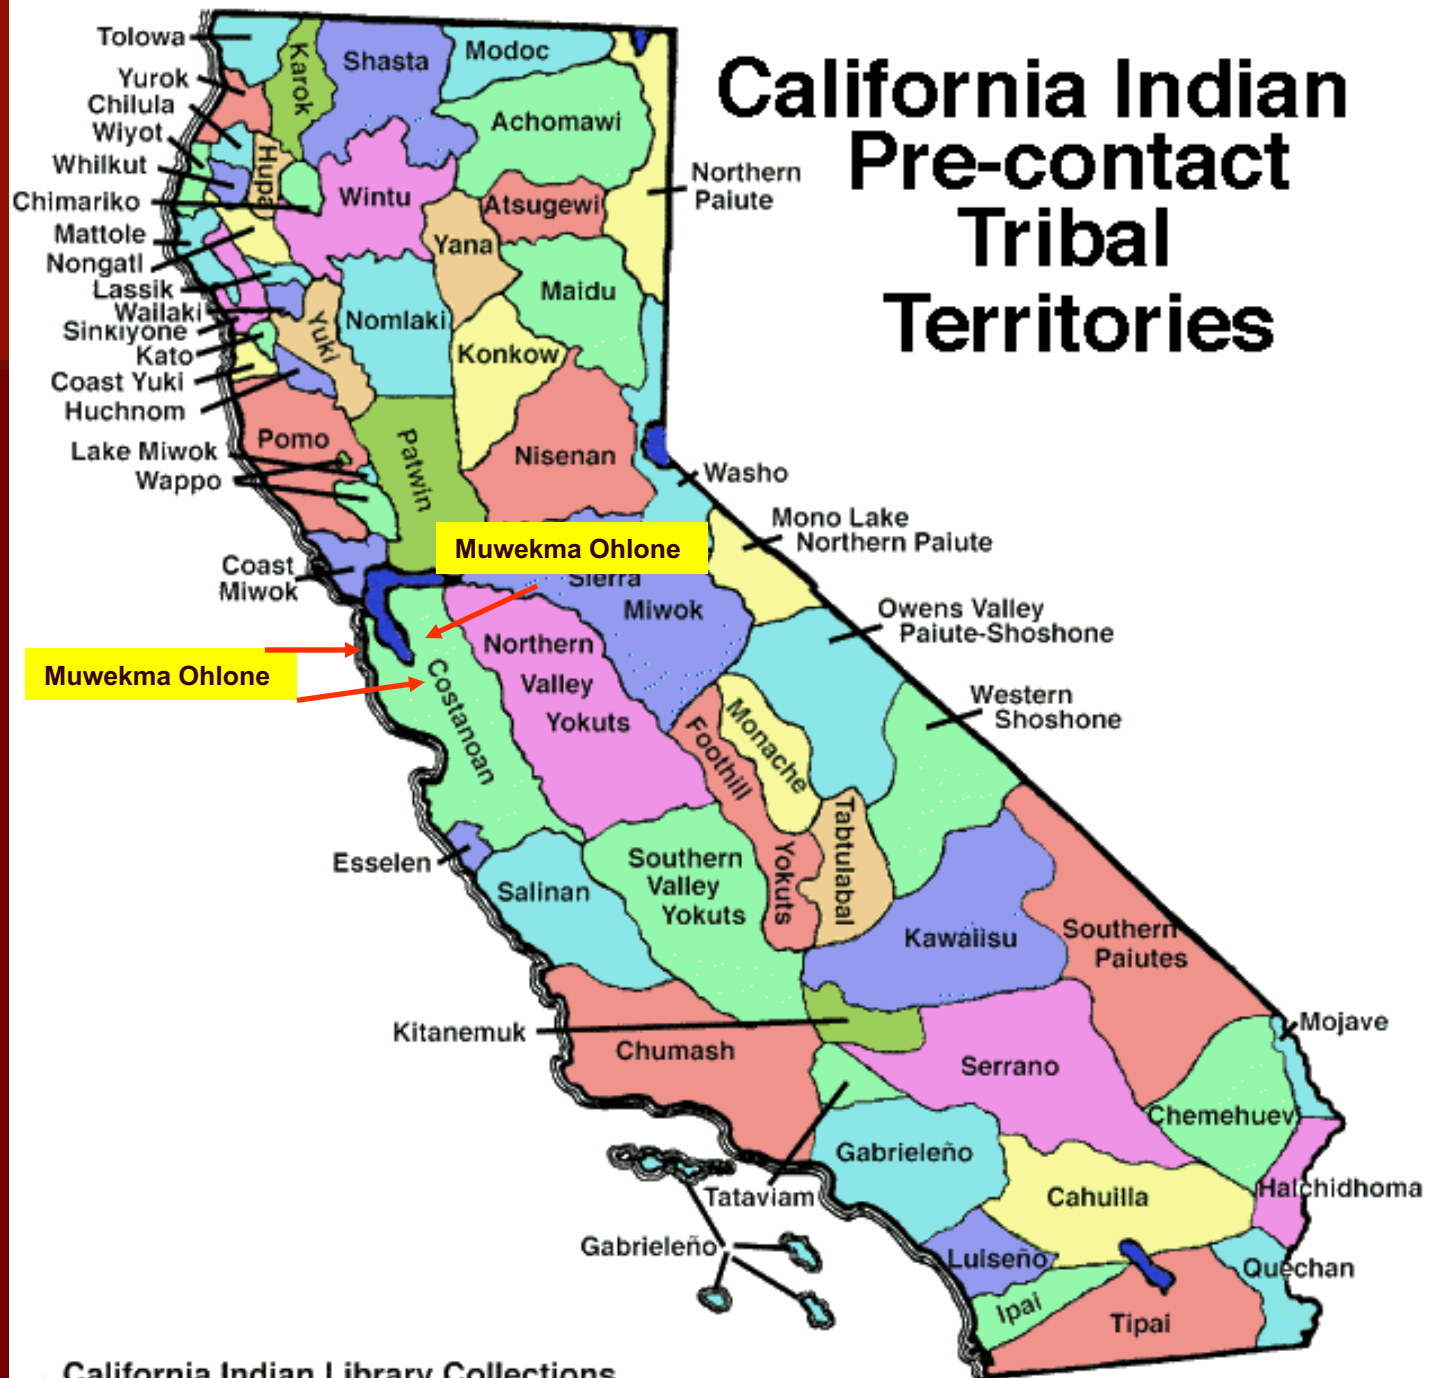 California Indian
Pre-contact
Tribal
Territories
Tolowa
Yurok
Chilula
Wiyot
Whilkut
Chimariko
Mattole
Nongatl
Lassik
Wailaki
Sinkiyone
Kato
Coast Yuki
Huchnom
Lake Miwok
Wappo
Coast
Miwok
Karok
Shasta
Modoc
Achomawi
Hupa
Wintu
Atsugewi
Northern
Paiute
Yana
Maidu
Nomlaki
Yuki
Konkow
Pomo
Patwin
Nisenan
Washo
Mono Lake
Northern Paiute
Muwekma Ohlone
Sierra
Miwok
Owens Valley
Paiute-Shoshone
Muwekma Ohlone
Northern
Valley
Yokuts
Costanoan
Western
Shoshone
Monache
Foothill
Yokuts
Tabtulabal
Esselen
Salinan
Southern
Valley
Yokuts
Kawaiisu
Southern
Paiutes
Kitanemuk
Chumash
Serrano
Mojave
Chemehuevi
Gabrieleño
Tataviam
Cahuilla
Halchidhoma
Gabrieleño
Luiseño
Quechan
Ipai
Tipai
California Indian Library Collections